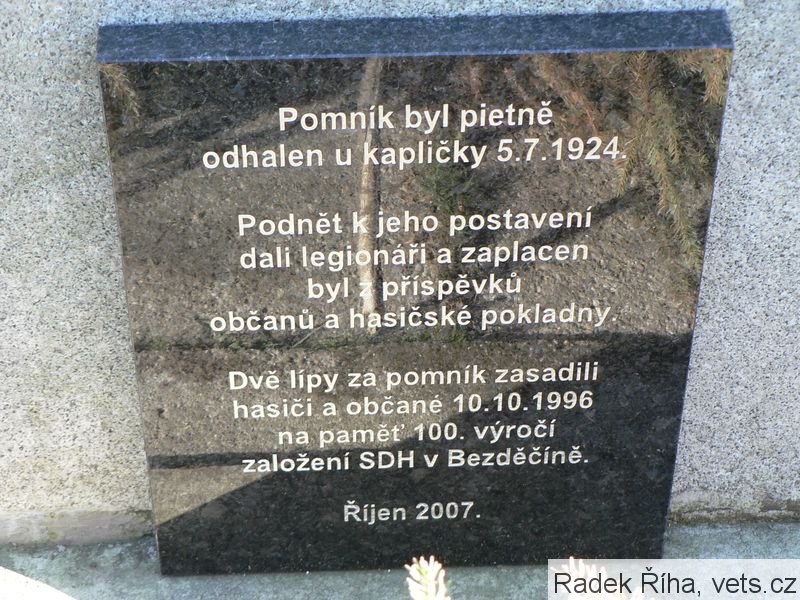 Pomník byl pietně
odhalen u kapličky 5.7.1924.
Podnět k jeho postavení
dali legionáři a zaplacen
byl z příspěvků
občanů a hasičské pokladny.
Dvě lípy za pomník zasadili
hasiči a občané 10.10.1996
na paměť 100. výročí
založení SDH v Bezděčíně.
Říjen 2007.
Radek Říha, vets.cz